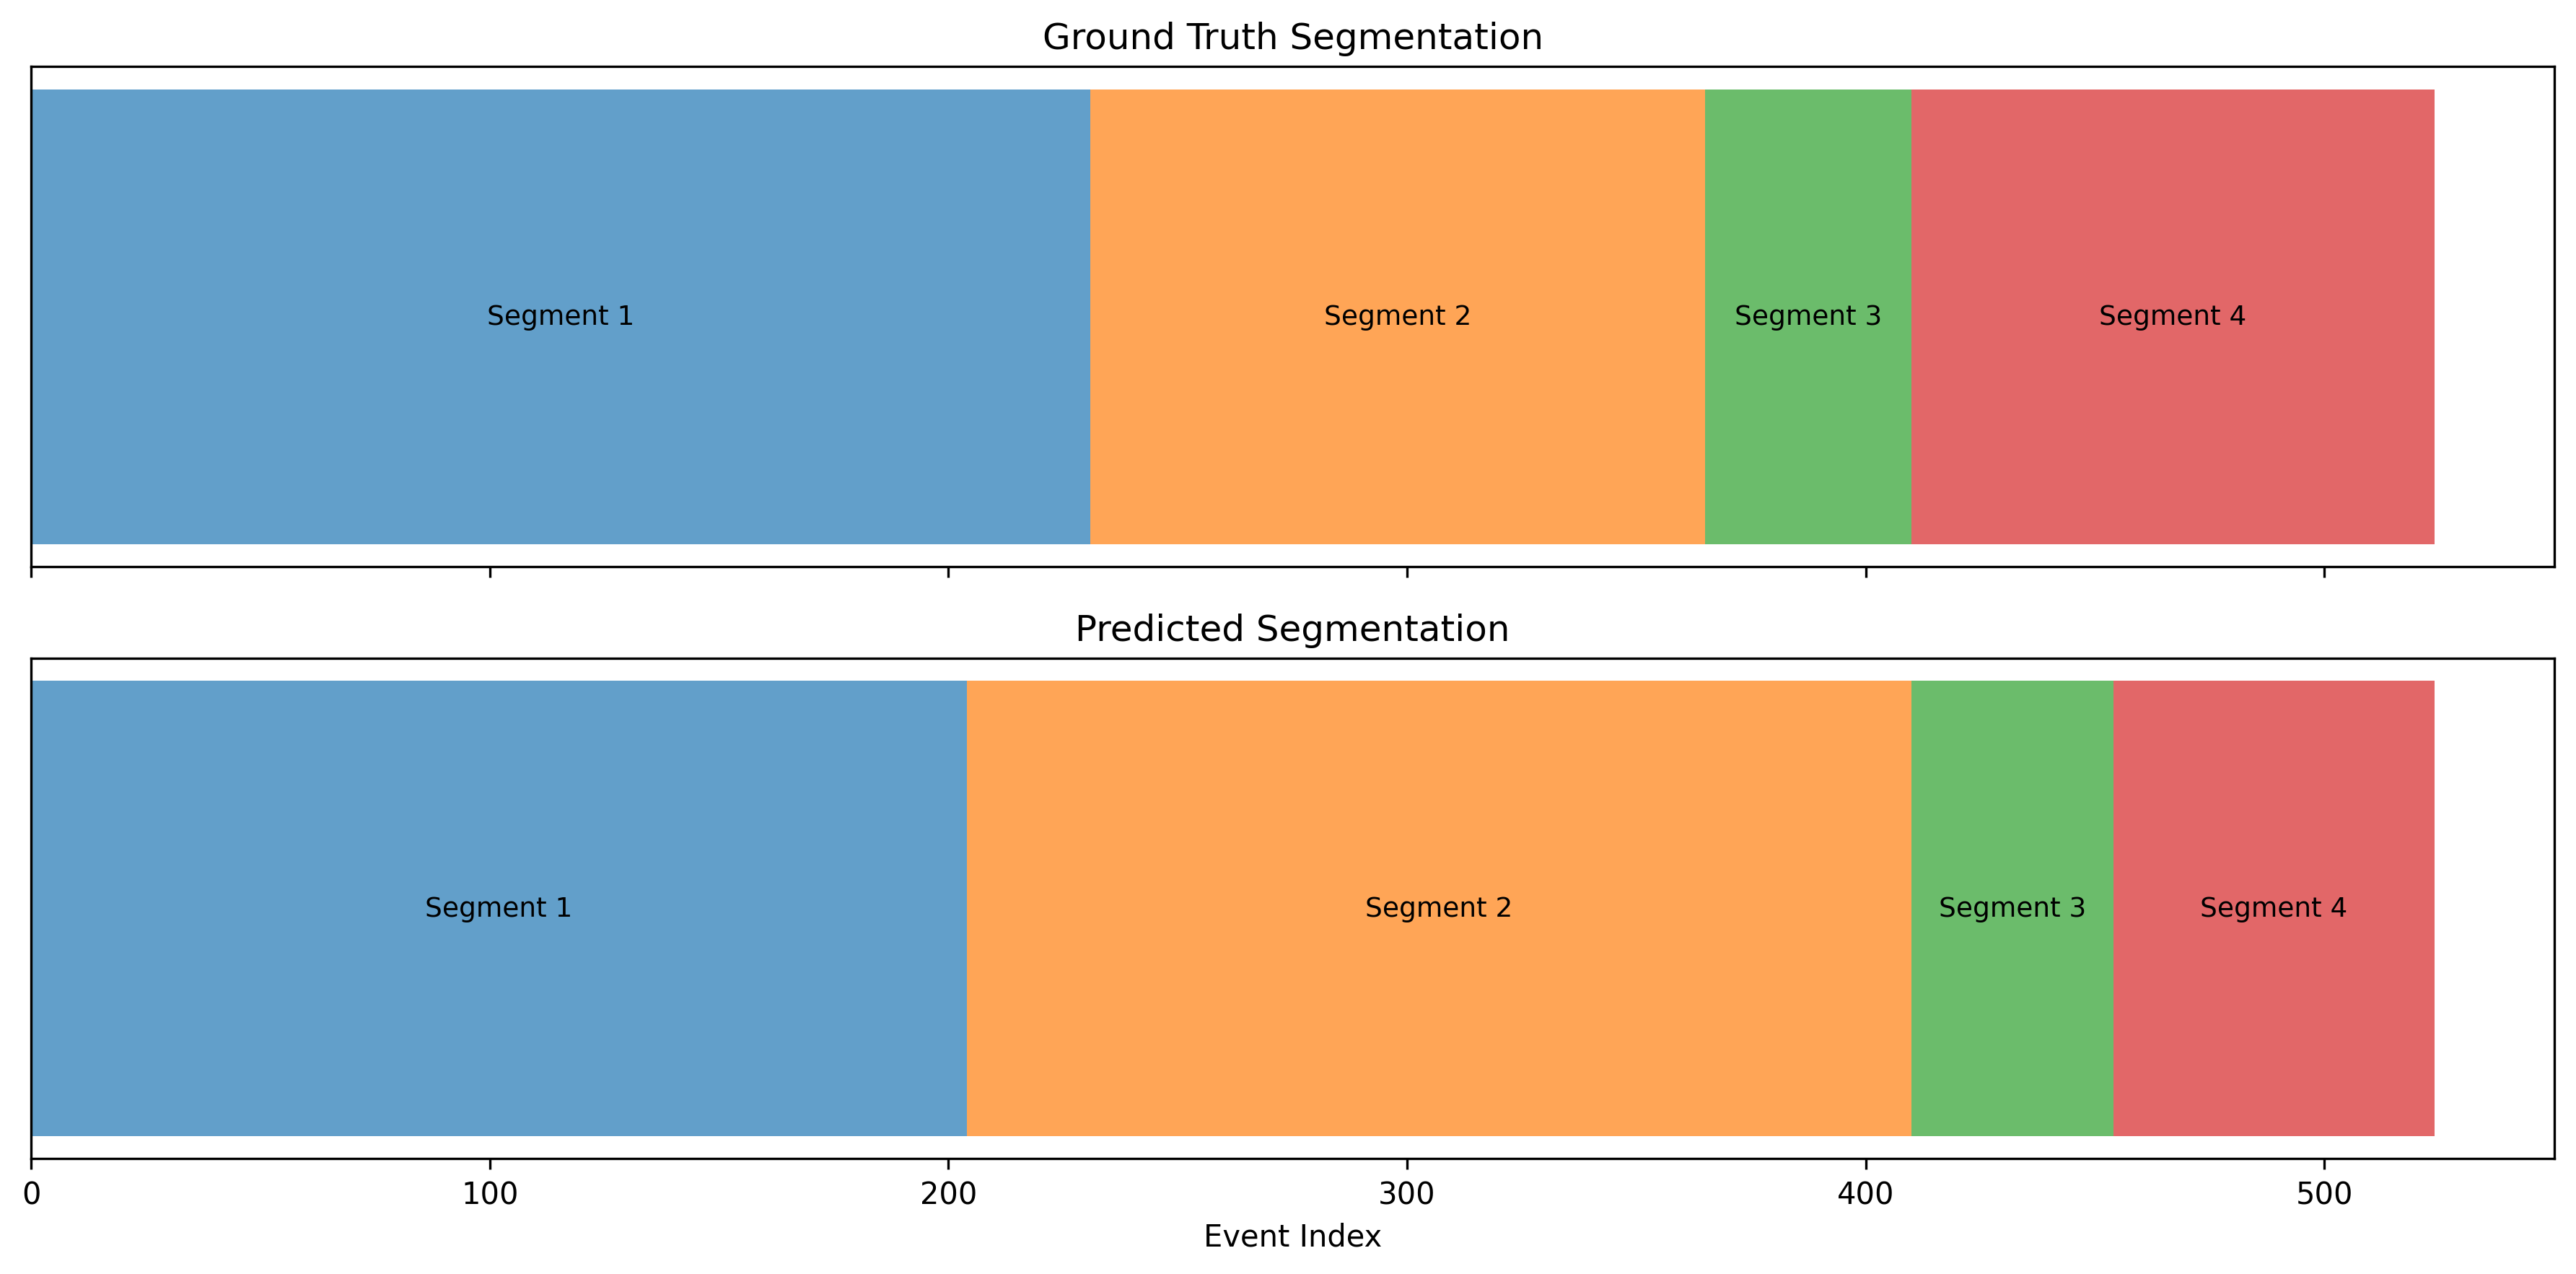 Ground Truth Segmentation
Segment 1 Segment 2 Segment 3 Segment 4
Predicted Segmentation
Segment 1 Segment 2 Segment 3 Segment 4
0 100 200 300 400 500
Event Index